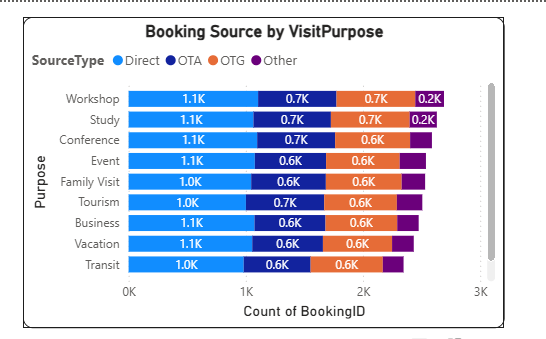 Booking Source by VisitPurpose
SourceType Direct OTA OTG Other
Purpose
Workshop 1.1K 0.7K 0.7K 0.2K
Study 1.1K 0.7K 0.7K 0.2K
Conference 1.1K 0.7K 0.6K
Event 1.1K 0.6K 0.6K
Family Visit 1.0K 0.6K 0.6K
Tourism 1.0K 0.7K 0.6K
Business 1.1K 0.6K 0.6K
Vacation 1.1K 0.6K 0.6K
Transit 1.0K 0.6K 0.6K
0K 1K 2K 3K
Count of BookingID